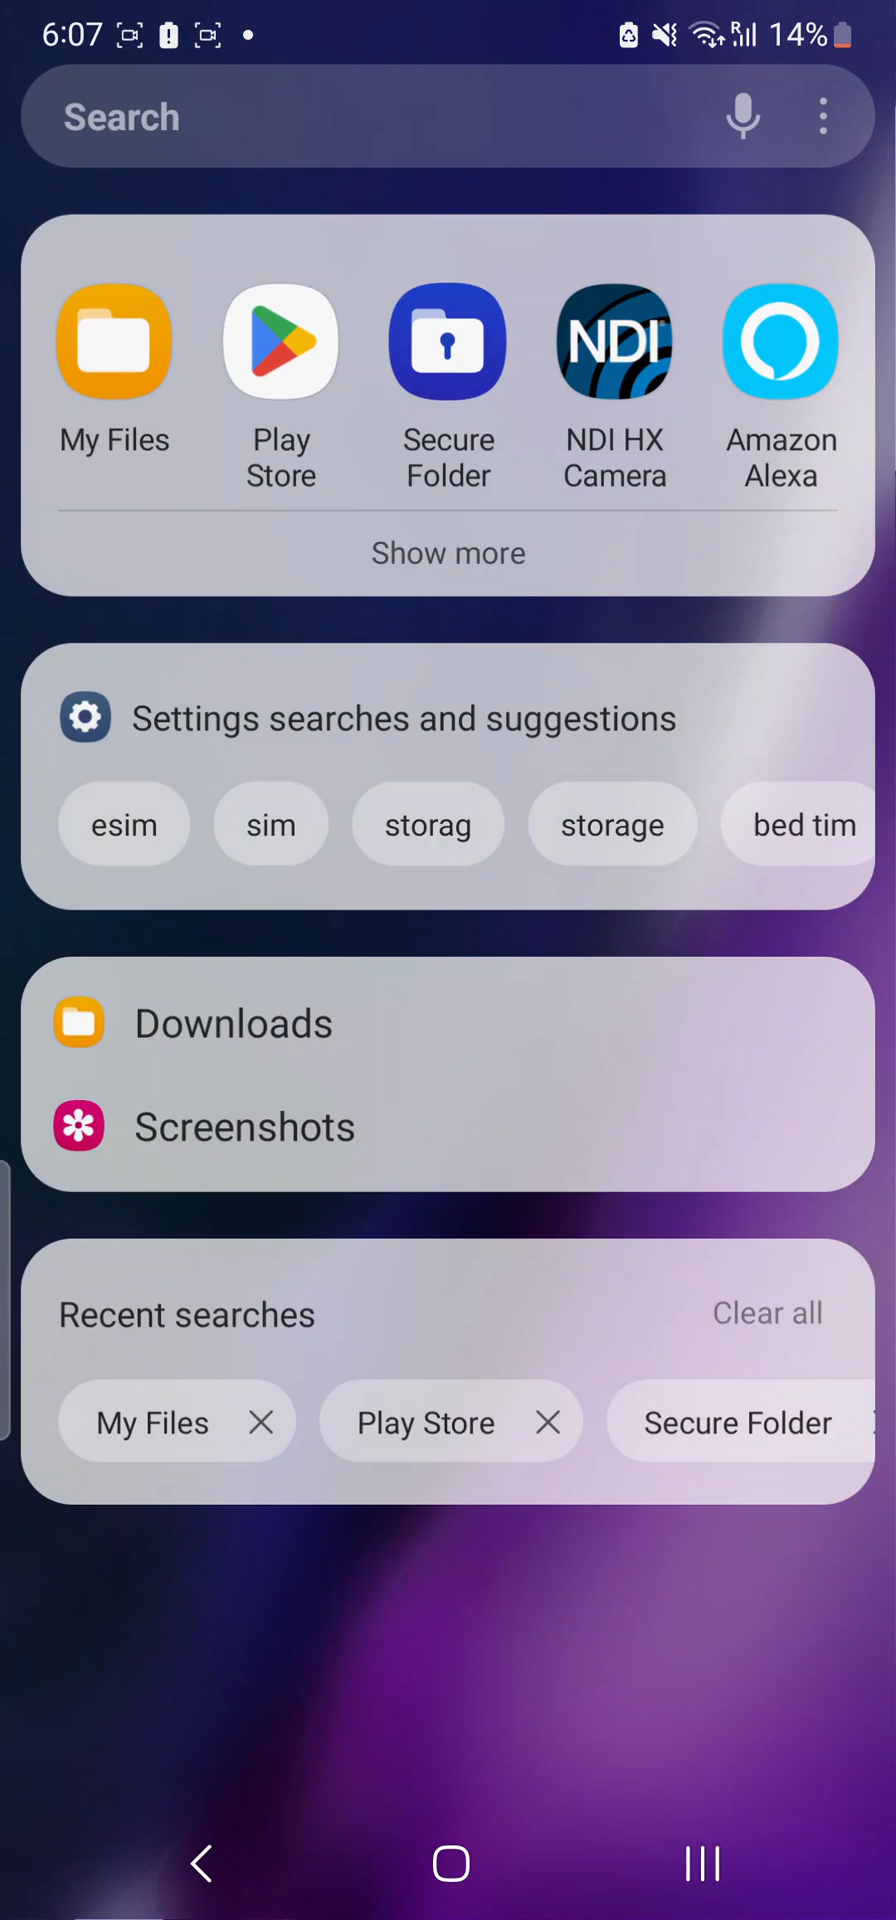 6:07
14%
Search
NDI
My Files
Play
Store
Secure
Folder
NDI HX
Camera
Amazon
Alexa
Show more
Settings searches and suggestions
esim
sim
storag
storage
bed tim
Downloads
Screenshots
Recent searches
Clear all
My Files
Play Store
Secure Folder